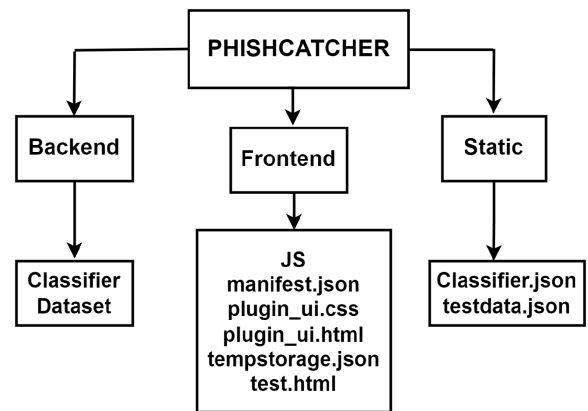 PHISHCATCHER
Backend
Frontend
Static
Classifier
Dataset
JS
manifest.json
plugin_ui.css
plugin_ui.html
tempstorage.json
test.html
Classifier.json
testdata.json